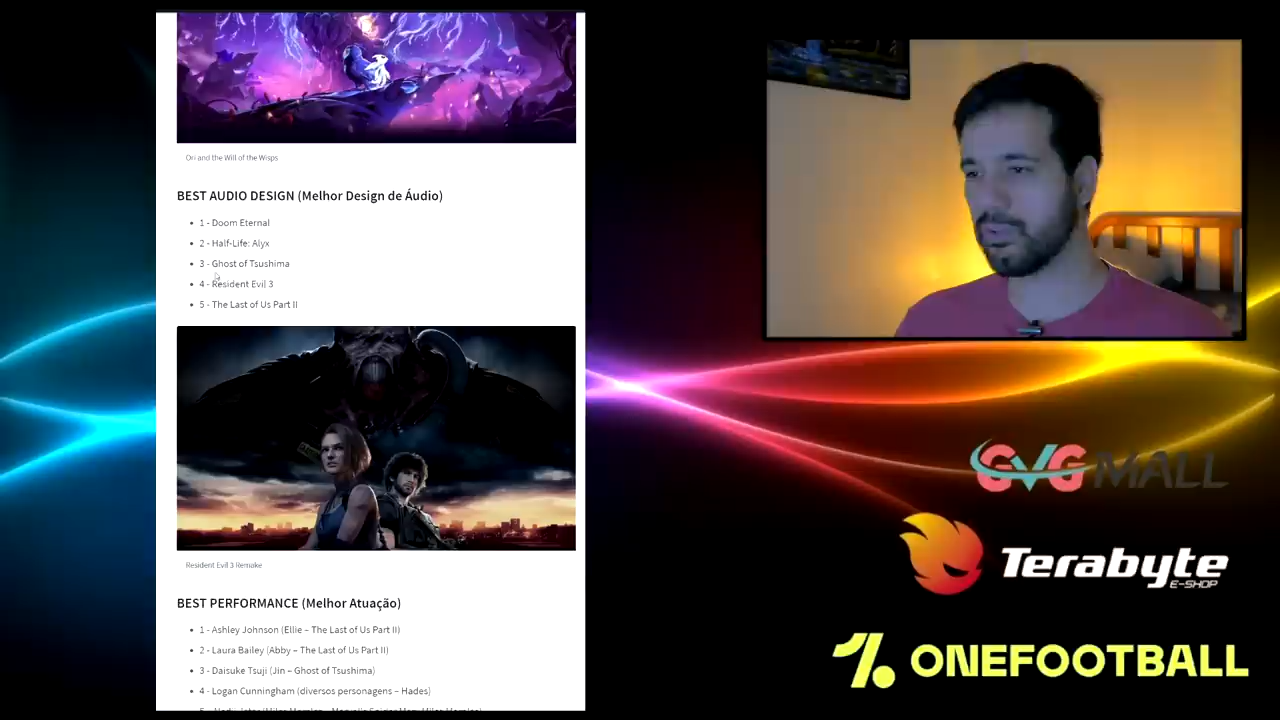 Ori and the Will of the Wisps
BEST AUDIO DESIGN (Melhor Design de Áudio)
1 - Doom Eternal
2 - Half-Life: Alyx
3 - Ghost of Tsushima
4 - Resident Evil 3
5 - The Last of Us Part II
Resident Evil 3 Remake
BEST PERFORMANCE (Melhor Atuação)
1 - Ashley Johnson (Ellie – The Last of Us Part II)
2 - Laura Bailey (Abby – The Last of Us Part II)
3 - Daisuke Tsuji (Jin – Ghost of Tsushima)
4 - Logan Cunningham (diversos personagens – Hades)
GVGMALL
Terabyte
E-SHOP
ONEFOOTBALL